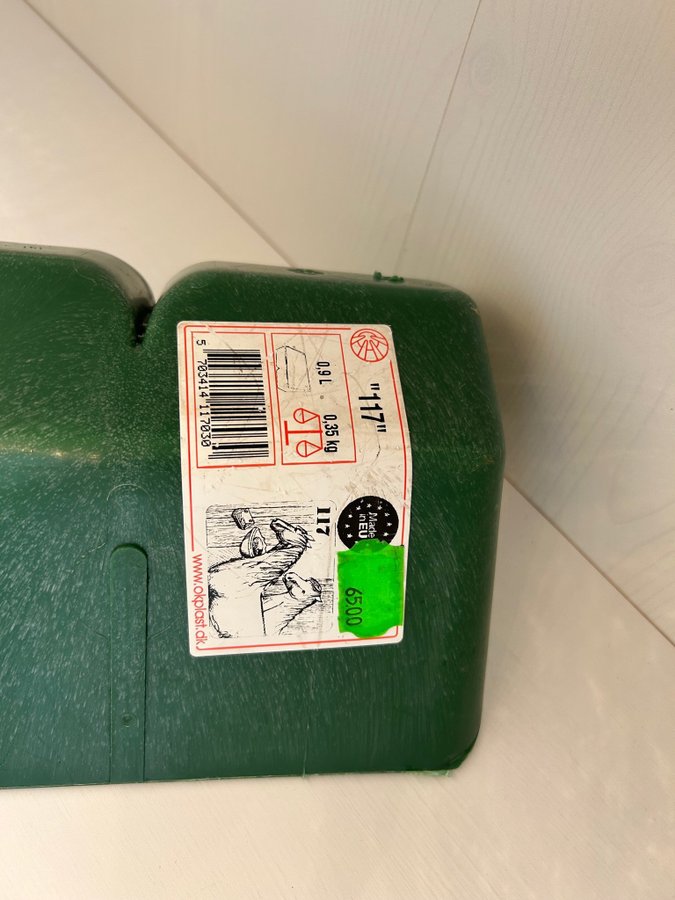 "117"
0,9 L
0,35 kg
5 703414 117030
Made
in EU
117
6500
www.okplast.dk